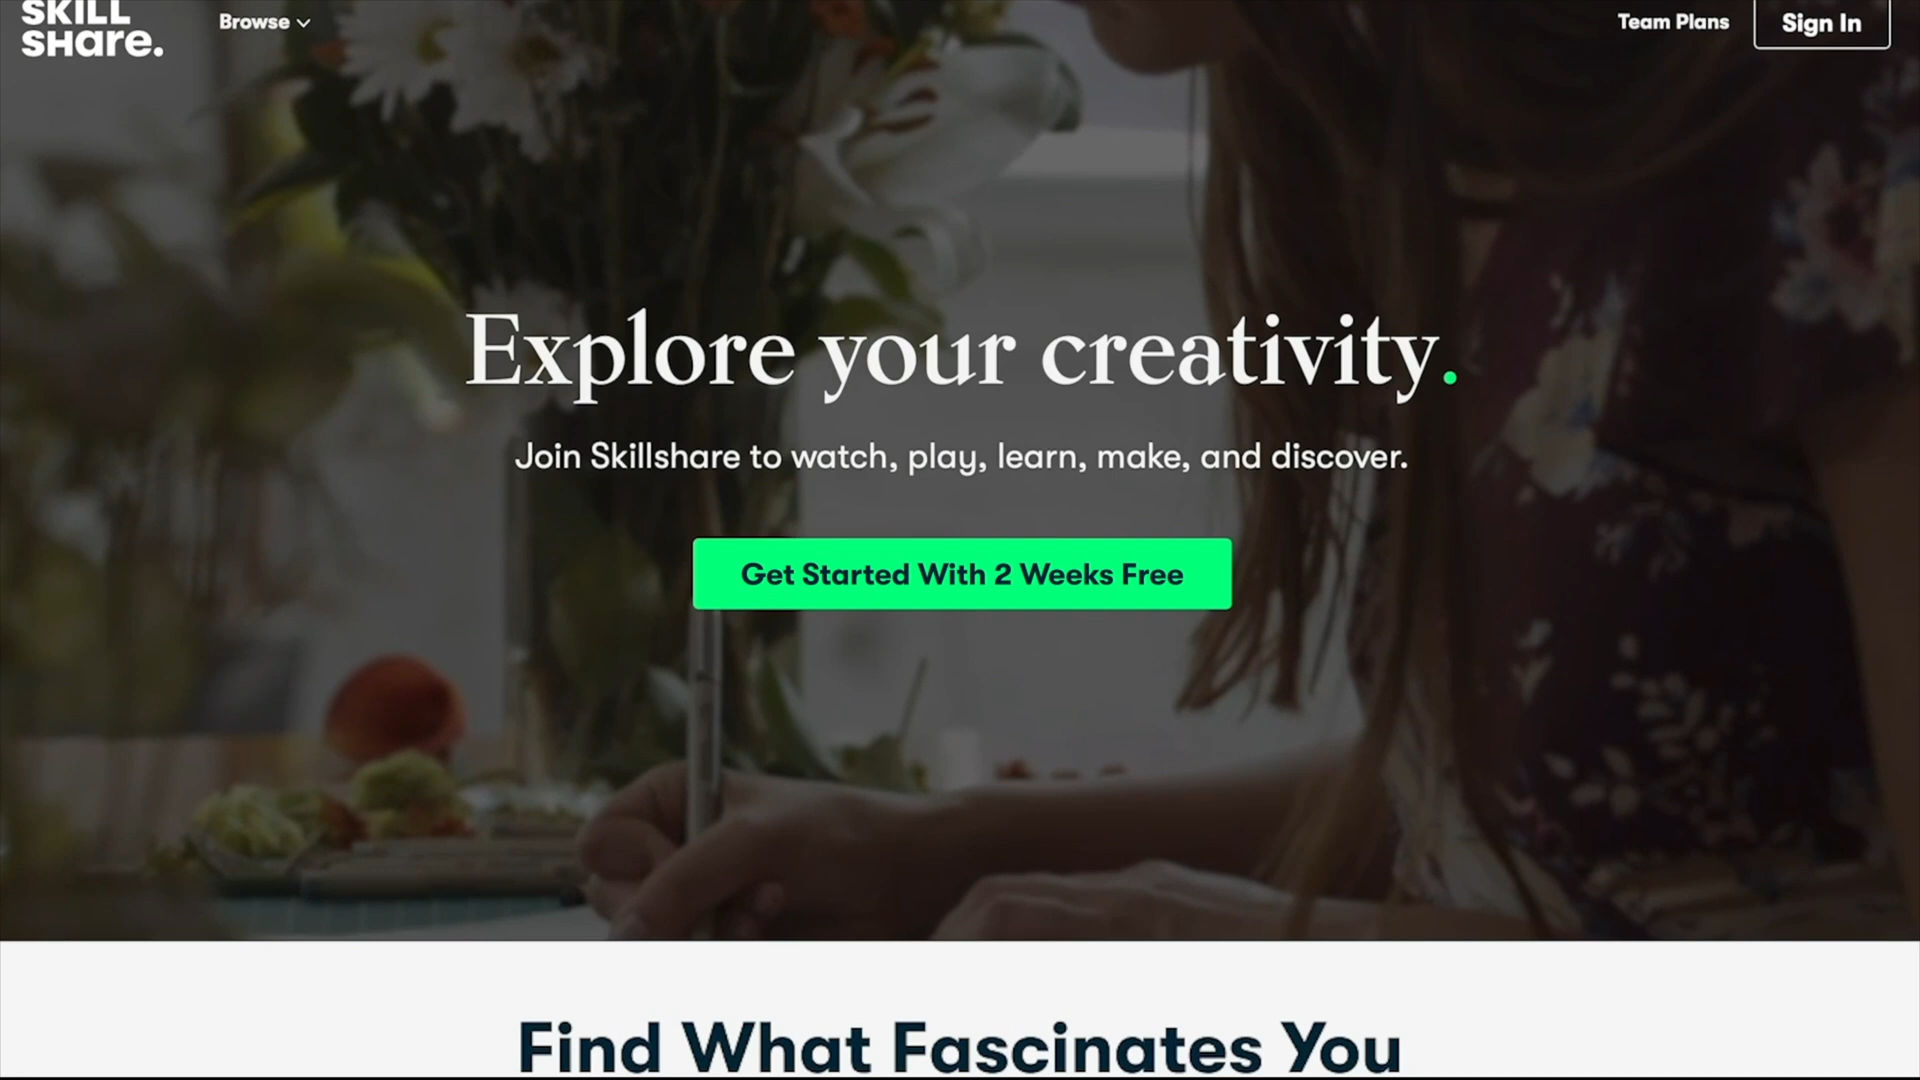 SKILL
SHare.
Browse
Team Plans
Sign In
Explore your creativity.
Join Skillshare to watch, play, learn, make, and discover.
Get Started With 2 Weeks Free
Find What Fascinates You